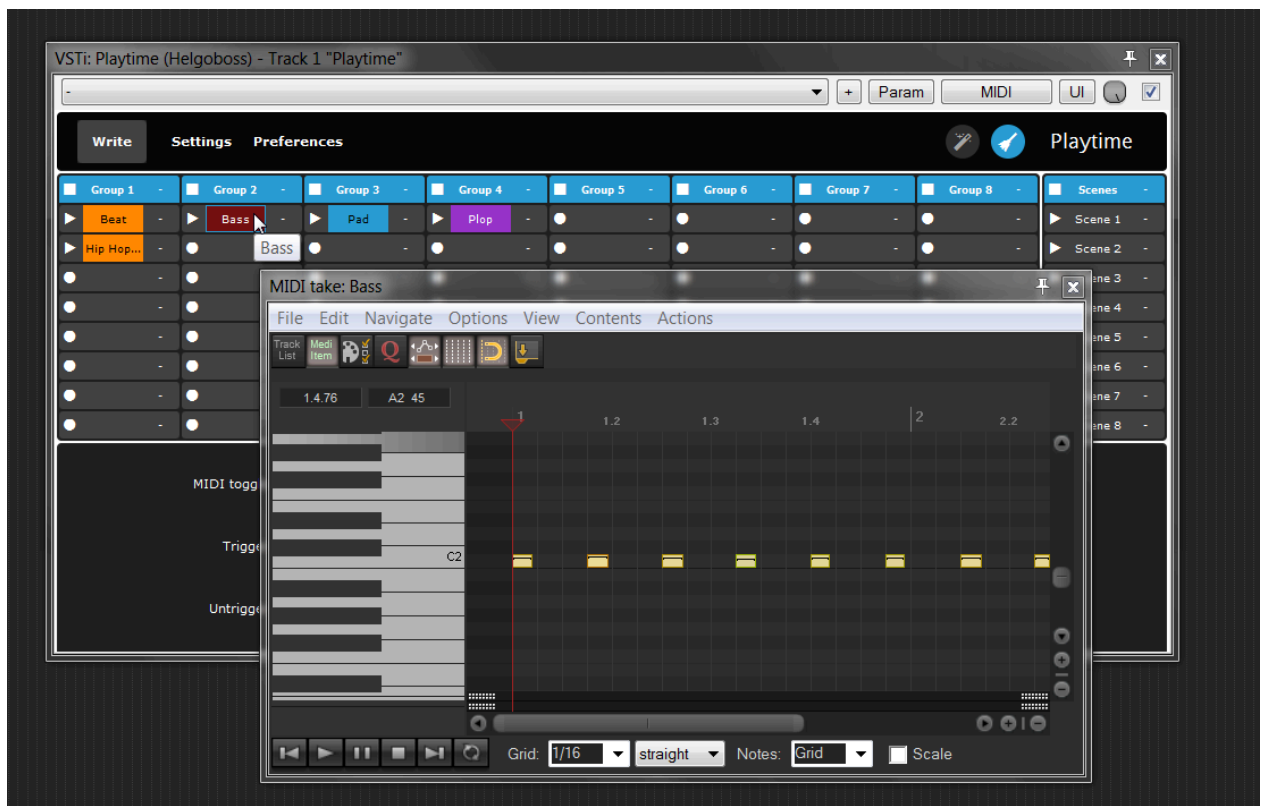 VSTi: Playtime (Helgoboss) - Track 1 "Playtime"
- + Param MIDI UI
Write Settings Preferences Playtime
Group 1 - Group 2 - Group 3 - Group 4 - Group 5 - Group 6 - Group 7 - Group 8 - Scenes -
Beat - Bass - Pad - Plop - - - - - Scene 1 -
Hip Hop... - Bass - - - - - - Scene 2 -
- ene 3 -
- ene 4 -
- ene 5 -
- ene 6 -
- ene 7 -
- ene 8 -
MIDI togg
Trigge
Untrigge
MIDI take: Bass
File Edit Navigate Options View Contents Actions
Track List Medi Item Q
1.4.76 A2 45
1 1.2 1.3 1.4 2 2.2
C2
Grid: 1/16 straight Notes: Grid Scale